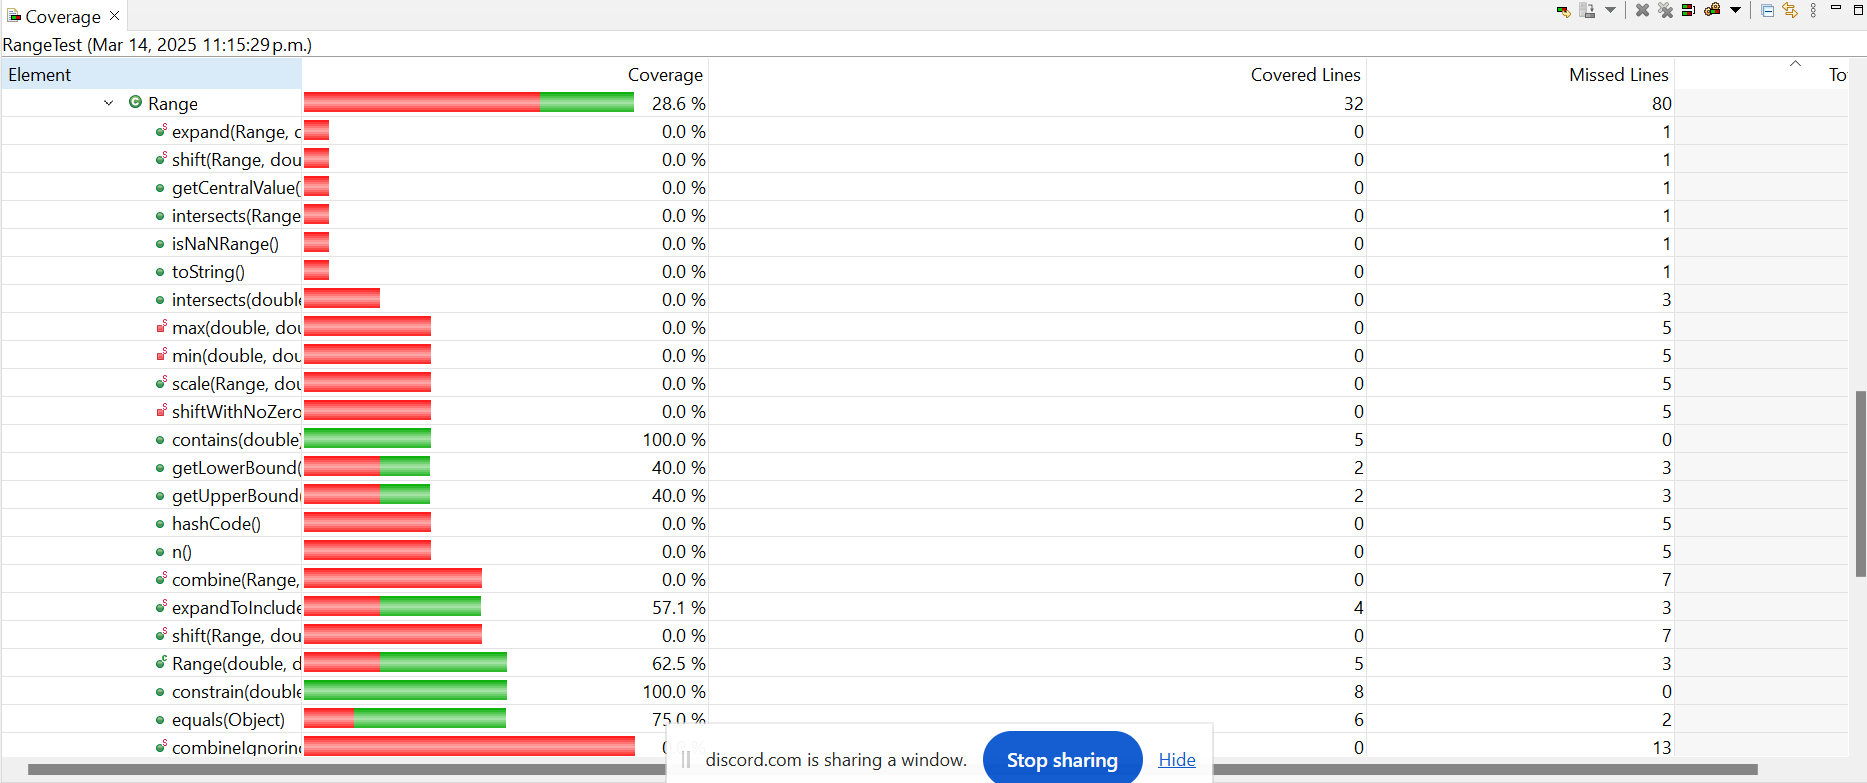 Coverage
RangeTest (Mar 14, 2025 11:15:29 p.m.)
Element Coverage Covered Lines Missed Lines To
Range 28.6 % 32 80
expand(Range, 0.0 % 0 1
shift(Range, dou 0.0 % 0 1
getCentralValue( 0.0 % 0 1
intersects(Range 0.0 % 0 1
isNaNRange() 0.0 % 0 1
toString() 0.0 % 0 1
intersects(double 0.0 % 0 3
max(double, dou 0.0 % 0 5
min(double, dou 0.0 % 0 5
scale(Range, dou 0.0 % 0 5
shiftWithNoZero 0.0 % 0 5
contains(double) 100.0 % 5 0
getLowerBound( 40.0 % 2 3
getUpperBound( 40.0 % 2 3
hashCode() 0.0 % 0 5
n() 0.0 % 0 5
combine(Range, 0.0 % 0 7
expandToInclude 57.1 % 4 3
shift(Range, dou 0.0 % 0 7
Range(double, d 62.5 % 5 3
constrain(double 100.0 % 8 0
equals(Object) 75.0 % 6 2
combineIgnorin 0 13
discord.com is sharing a window. Stop sharing Hide